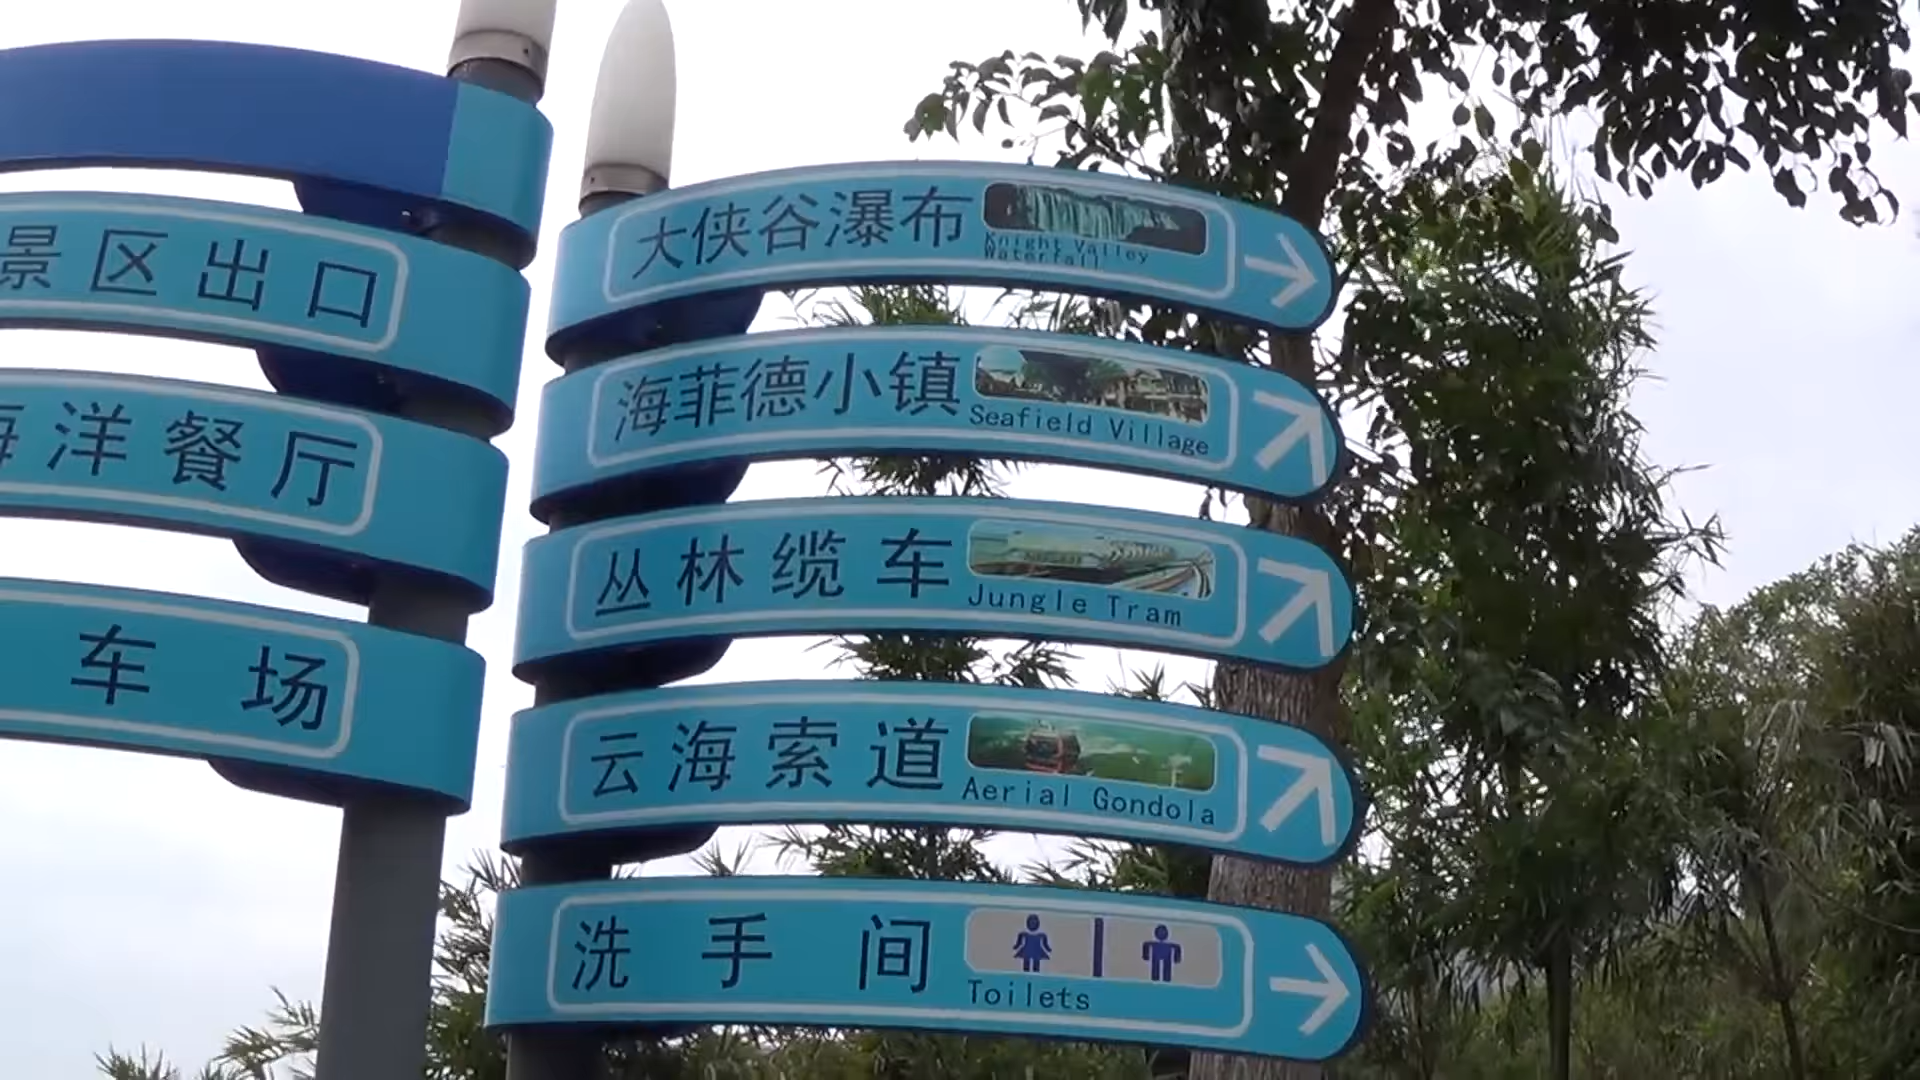 景区出口
海洋餐厅
车场
大侠谷瀑布
Knight Valley
Waterfall
海菲德小镇
Seafield Village
丛林缆车
Jungle Tram
云海索道
Aerial Gondola
洗手间
Toilets